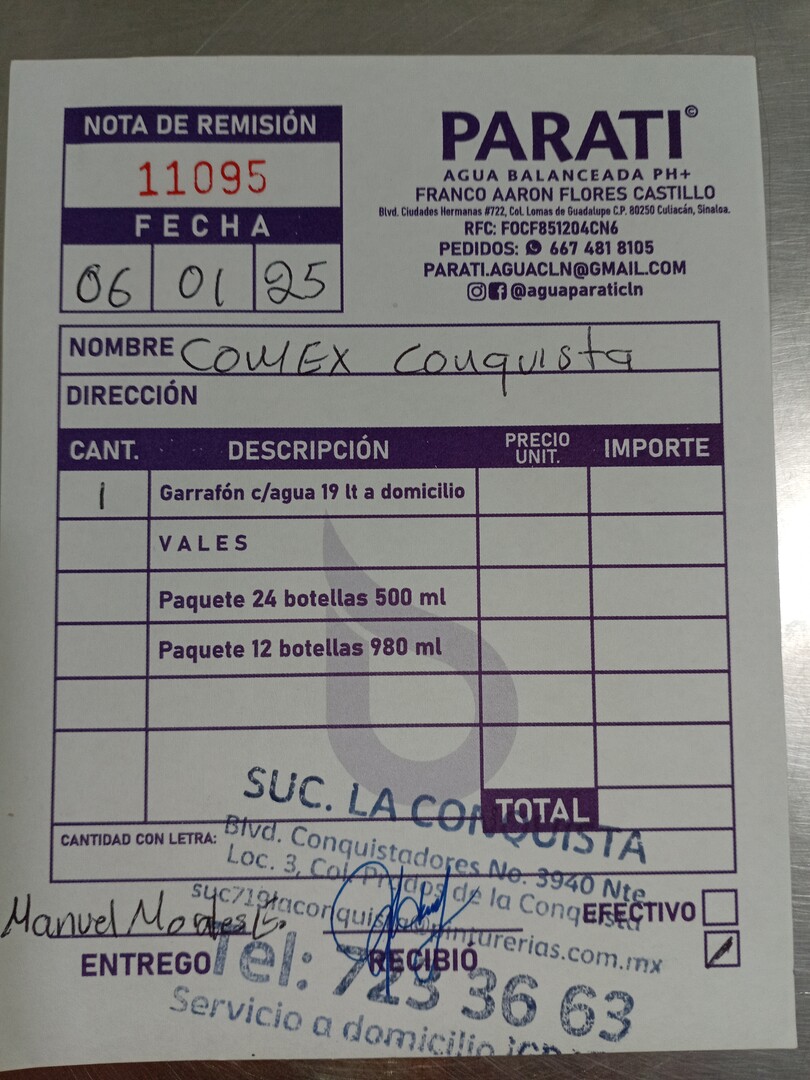 NOTA DE REMISIÓN
11095
FECHA
06 01 25
PARATI©
AGUA BALANCEADA PH+
FRANCO AARON FLORES CASTILLO
Blvd. Ciudades Hermanas #722, Col. Lomas de Guadalupe C.P. 80250 Culiacán, Sinaloa.
RFC: FOCF851204CN6
PEDIDOS: 667 481 8105
PARATI.AGUACLN@GMAIL.COM
@aguaparaticln
NOMBRE COMEX Conquista
DIRECCIÓN
CANT. DESCRIPCIÓN PRECIO UNIT. IMPORTE
1 Garrafón c/agua 19 lt a domicilio
VALES
Paquete 24 botellas 500 ml
Paquete 12 botellas 980 ml
TOTAL
CANTIDAD CON LETRA:
SUC. LA CONQUISTA
Blvd. Conquistadores No. 3940 Nte
Loc. 3, Col. Prados de la Conquista
Manuel Morales
EFECTIVO
ENTREGO
RECIBIÓ
Tel: 723 36 63
Servicio a domicilio